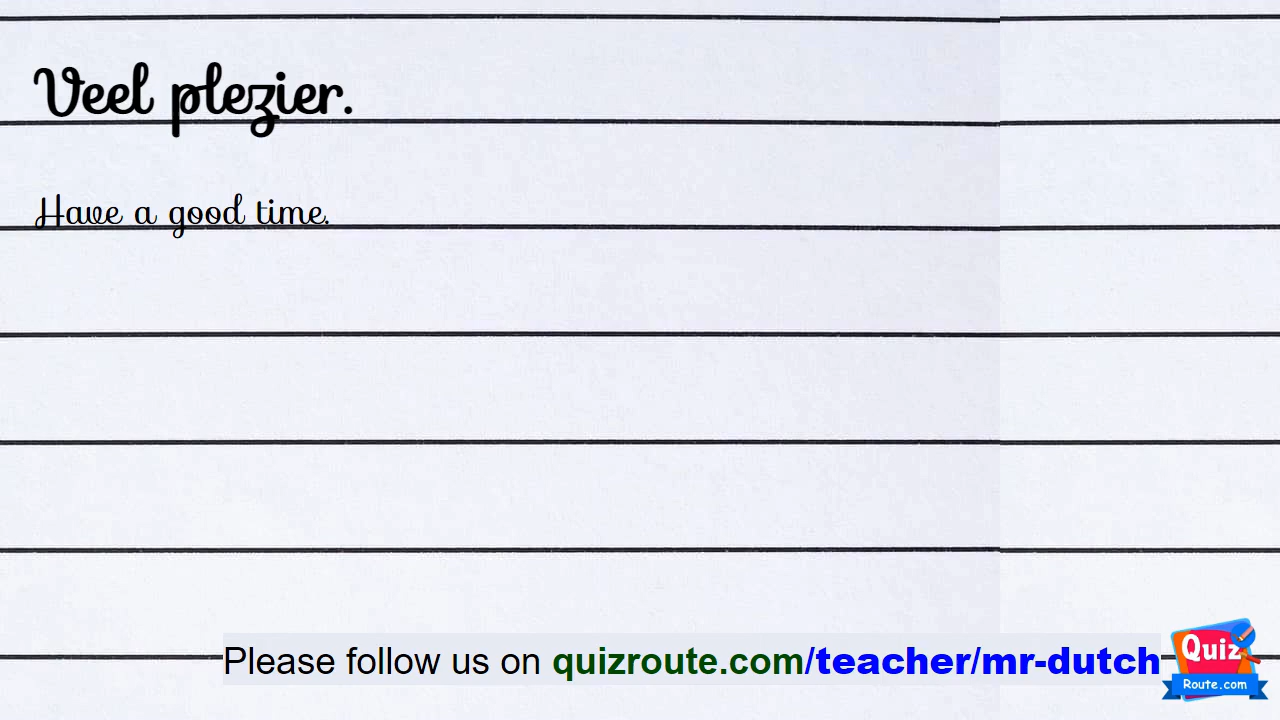 Veel plezier.
Have a good time.
Please follow us on quizroute.com/teacher/mr-dutch
Quiz
Route.com